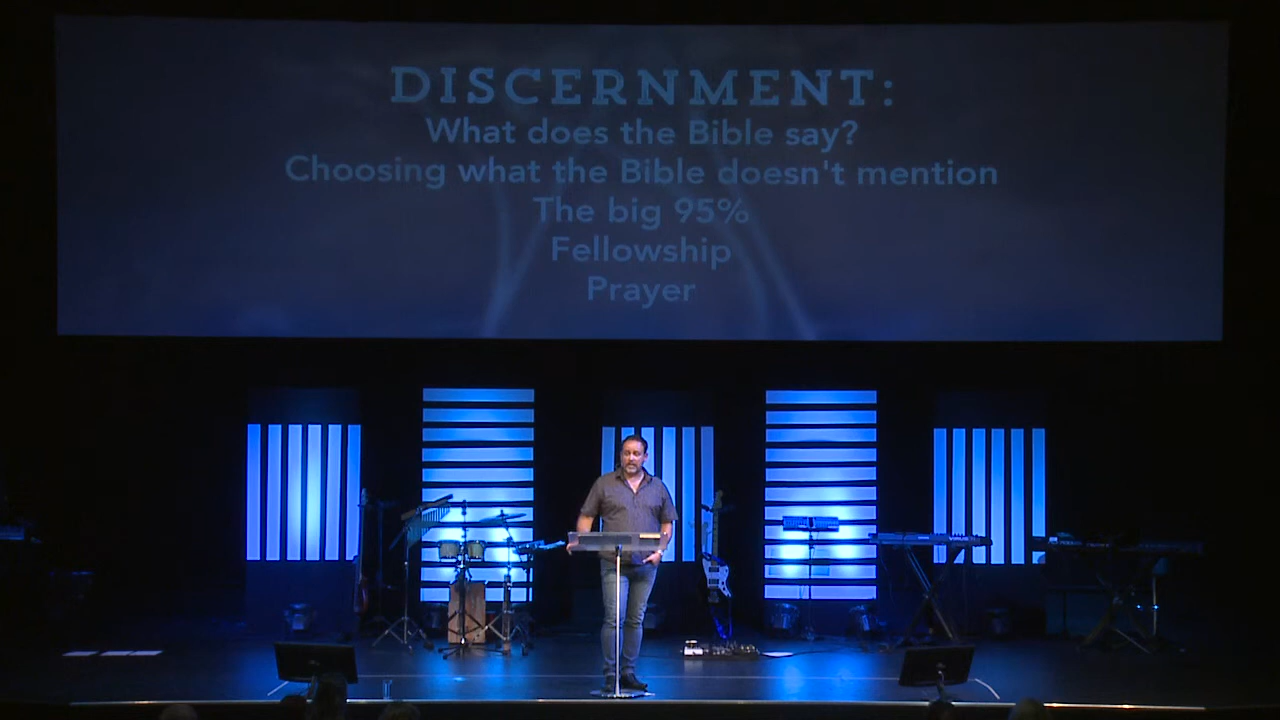 DISCERNMENT:
What does the Bible say?
Choosing what the Bible doesn't mention
The big 95%
Fellowship
Prayer